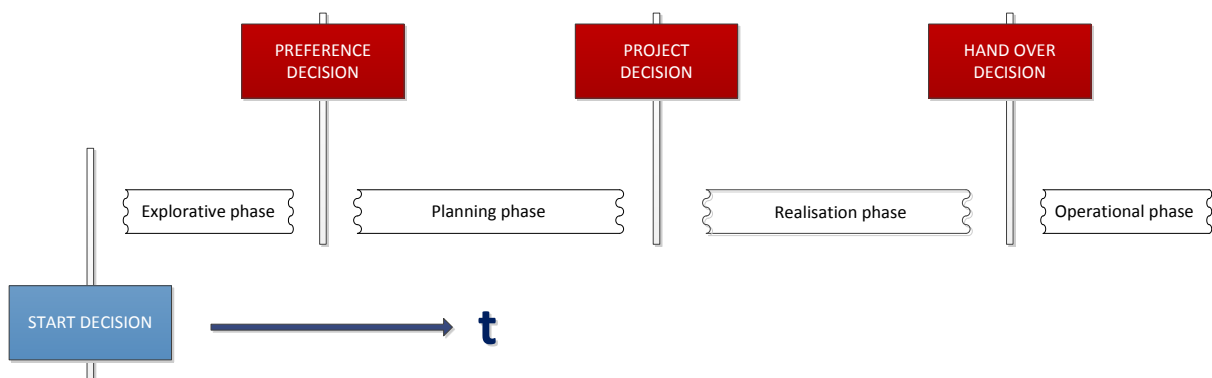 PREFERENCE
DECISION
PROJECT
DECISION
HAND OVER
DECISION
Explorative phase
Planning phase
Realisation phase
Operational phase
START DECISION
t